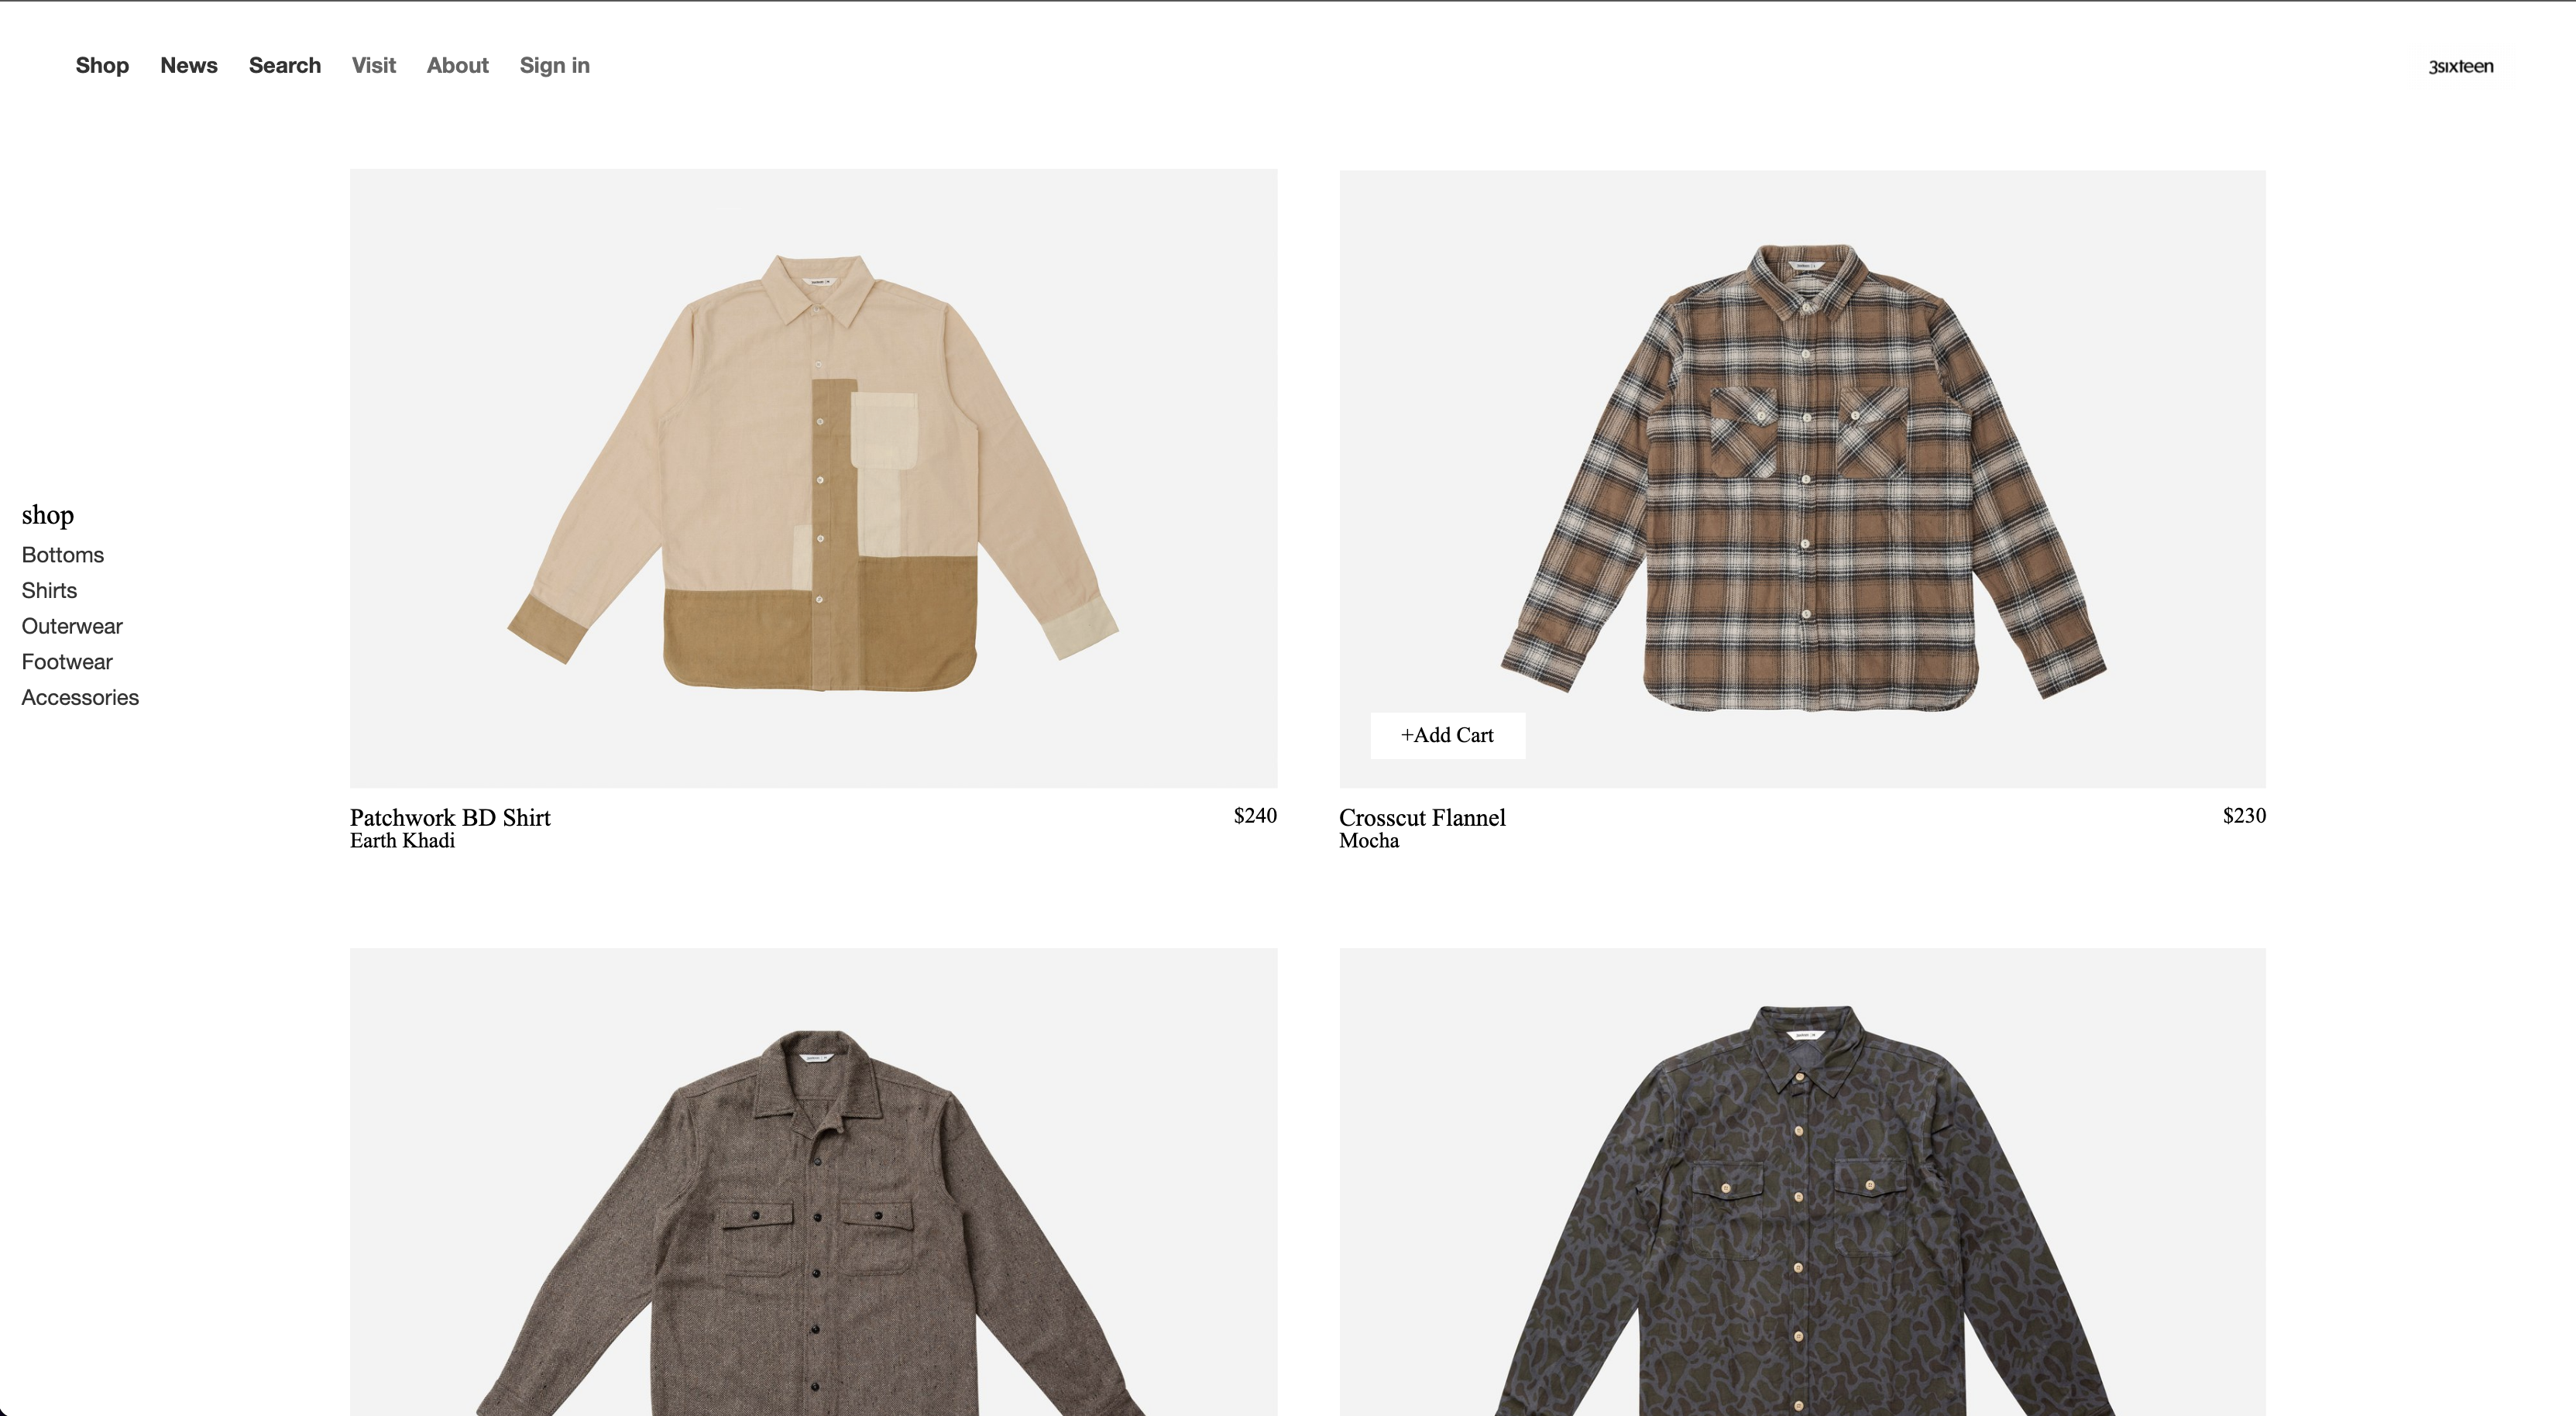 Shop News Search Visit About Sign in
3sixteen
shop
Bottoms
Shirts
Outerwear
Footwear
Accessories
+Add Cart
Patchwork BD Shirt $240
Earth Khadi
Crosscut Flannel $230
Mocha